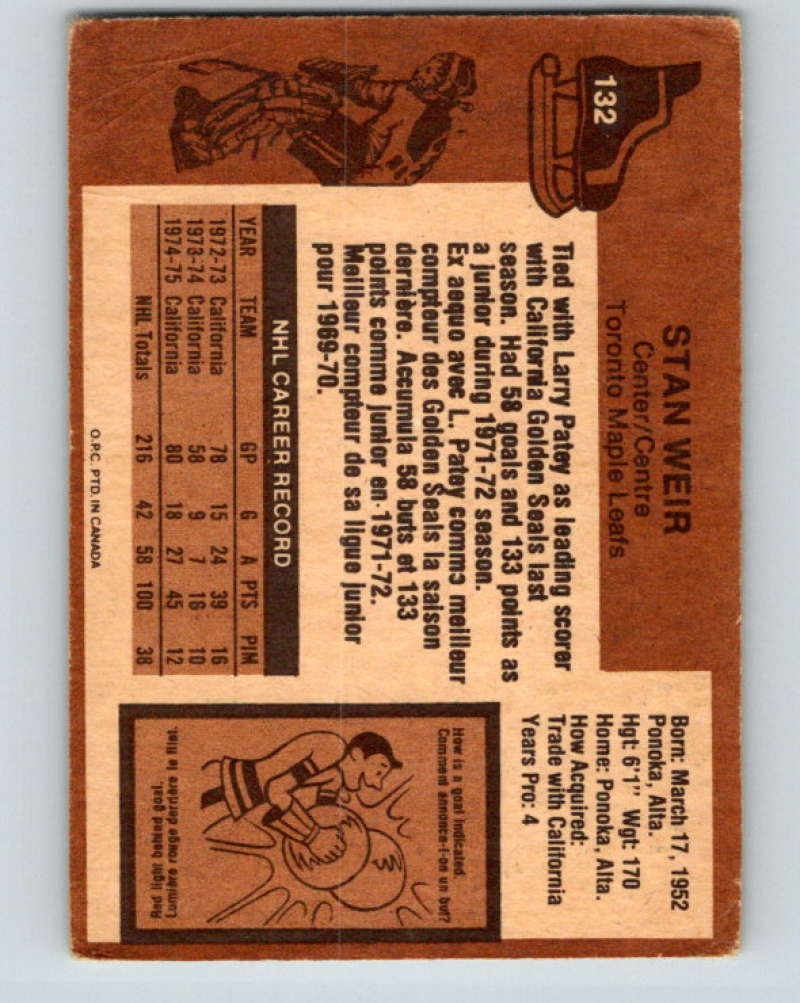 132
STAN WEIR
Center/Centre
Toronto Maple Leafs
Tied with Larry Patey as leading scorer
with California Golden Seals last
season. Had 58 goals and 133 points as
a junior during 1971-72 season.
Ex aequo avec L. Patey comme meilleur
compteur des Golden Seals la saison
dernière. Accumula 58 buts et 133
points comme junior en 1971-72.
Meilleur compteur de sa ligue junior
pour 1969-70.
NHL CAREER RECORD
YEAR TEAM GP G A PTS PIM
1972-73 California 78 15 24 39 16
1973-74 California 58 9 7 16 10
1974-75 California 80 18 27 45 12
NHL Totals 216 42 58 100 38
O.P.C. PTD. IN CANADA
Born: March 17, 1952
Ponoka, Alta.
Hgt: 6'1" Wgt: 170
Home: Ponoka, Alta.
How Acquired:
Trade with California
Years Pro: 4
How is a goal indicated
Comment annonce-t-on un but?
Red light behind goal.
Lumière rouge derrière le filet.